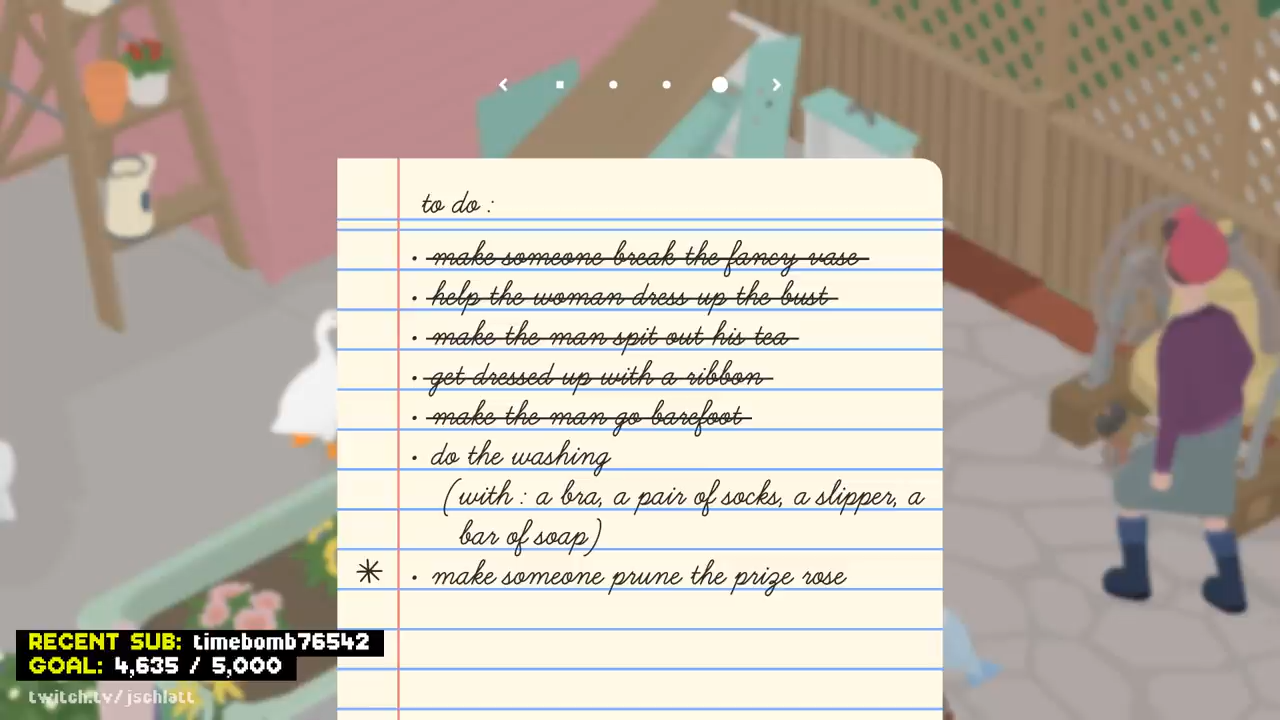 to do :
• make someone break the fancy vase
• help the woman dress up the bust
• make the man spit out his tea
• get dressed up with a ribbon
• make the man go barefoot
• do the washing
(with : a bra, a pair of socks, a slipper, a
bar of soap)
• make someone prune the prize rose
RECENT SUB: timebomb76542
GOAL: 4,635 / 5,000
twitch.tv/jschlatt